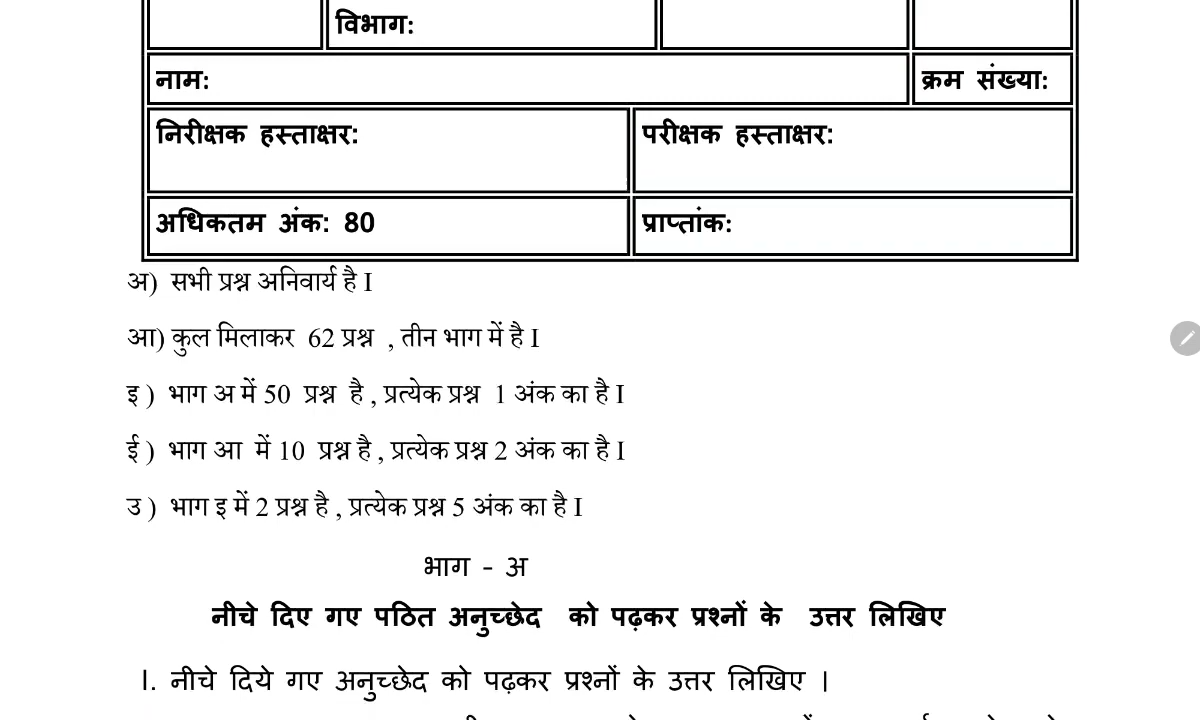 विभाग:
नाम: क्रम संख्या:
निरीक्षक हस्ताक्षर: परीक्षक हस्ताक्षर:
अधिकतम अंक: 80 प्राप्तांक:
अ) सभी प्रश्न अनिवार्य है I
आ) कुल मिलाकर 62 प्रश्न , तीन भाग में है I
इ ) भाग अ में 50 प्रश्न है , प्रत्येक प्रश्न 1 अंक का है I
ई ) भाग आ में 10 प्रश्न है , प्रत्येक प्रश्न 2 अंक का है I
उ ) भाग इ में 2 प्रश्न है , प्रत्येक प्रश्न 5 अंक का है I
भाग - अ
नीचे दिए गए पठित अनुच्छेद को पढ़कर प्रश्नों के उत्तर लिखिए
I. नीचे दिये गए अनुच्छेद को पढ़कर प्रश्नों के उत्तर लिखिए ।